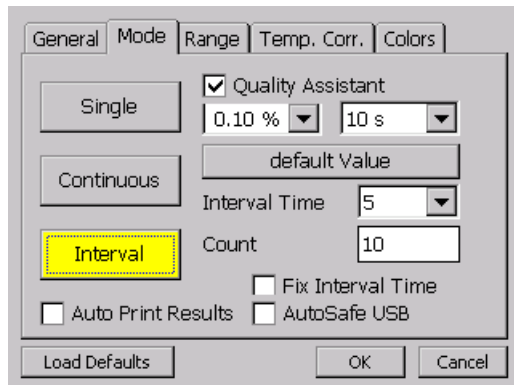 General Mode Range Temp. Corr. Colors
Single
Quality Assistant
0.10 % 10 s
default Value
Continuous
Interval Time 5
Interval
Count 10
Fix Interval Time
Auto Print Results AutoSafe USB
Load Defaults OK Cancel